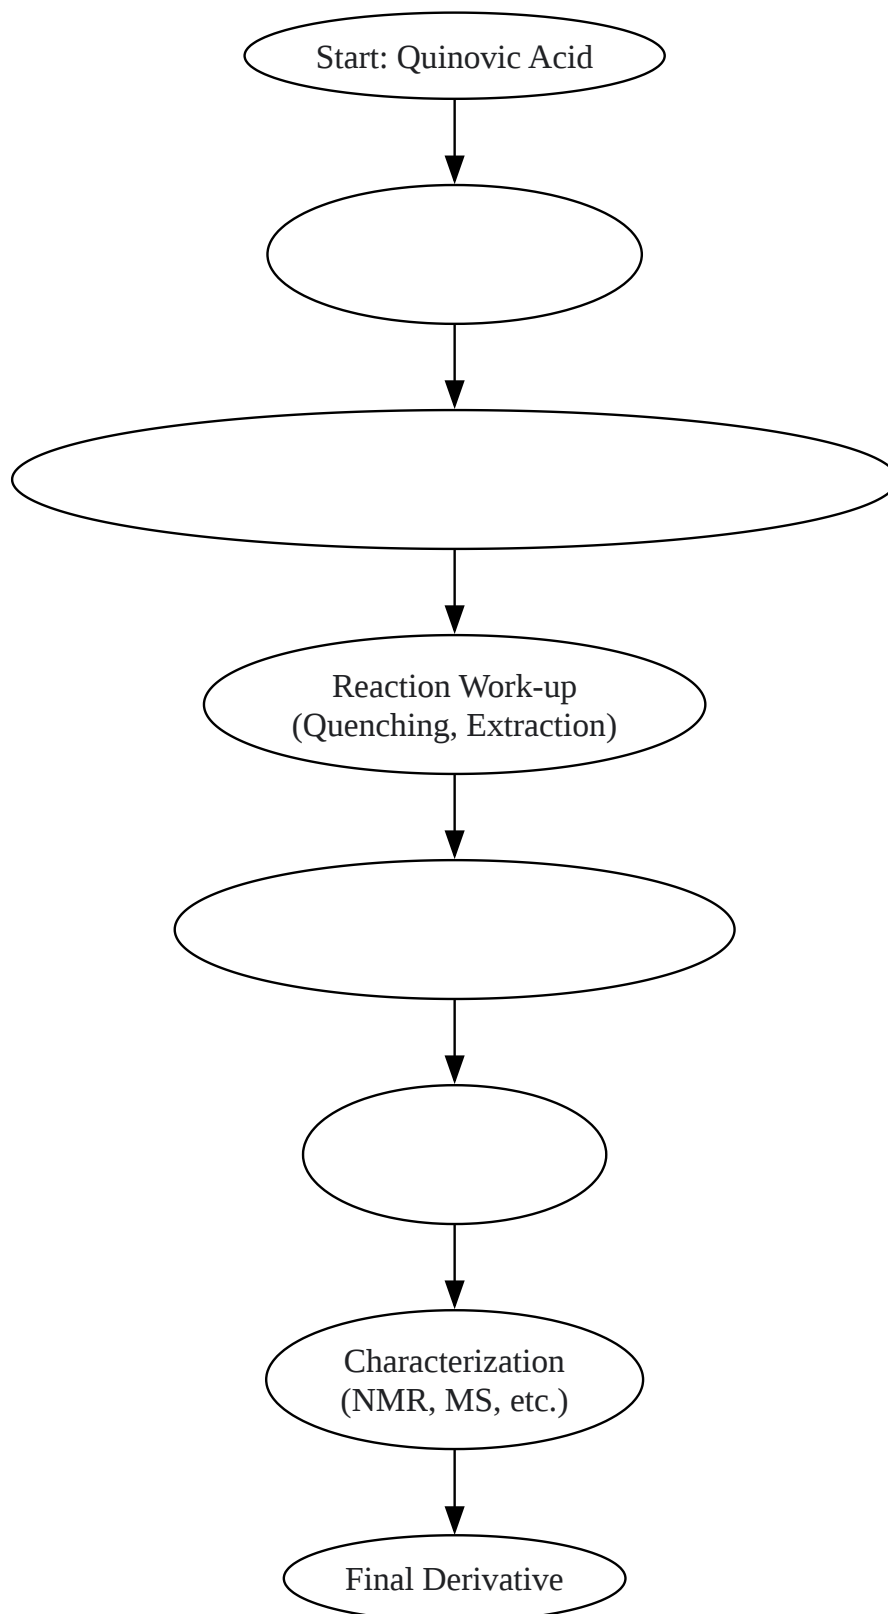 Start: Quinovic Acid
Reaction Work-up
(Quenching, Extraction)
Characterization
(NMR, MS, etc.)
Final Derivative